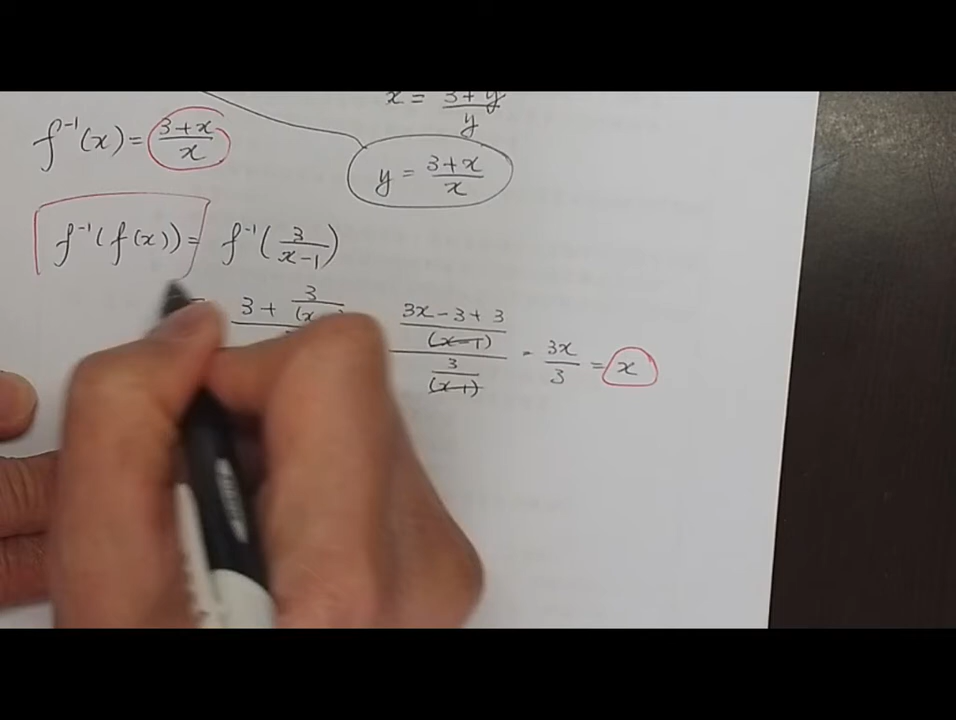 x = 3+y/y
f⁻¹(x) = 3+x/x
y = 3+x/x
f⁻¹(f(x)) = f⁻¹(3/x-1)
3 + 3/(x 3x-3+3/(x-1)/3/(x-1) = 3x/3 = x